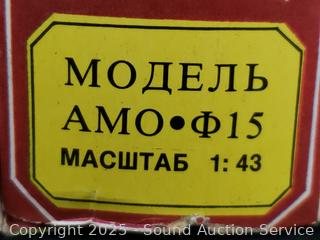 МОДЕЛЬ
АМО•Ф15
МАСШТАБ 1:43
Copyright 2025 - Sound Auction Service